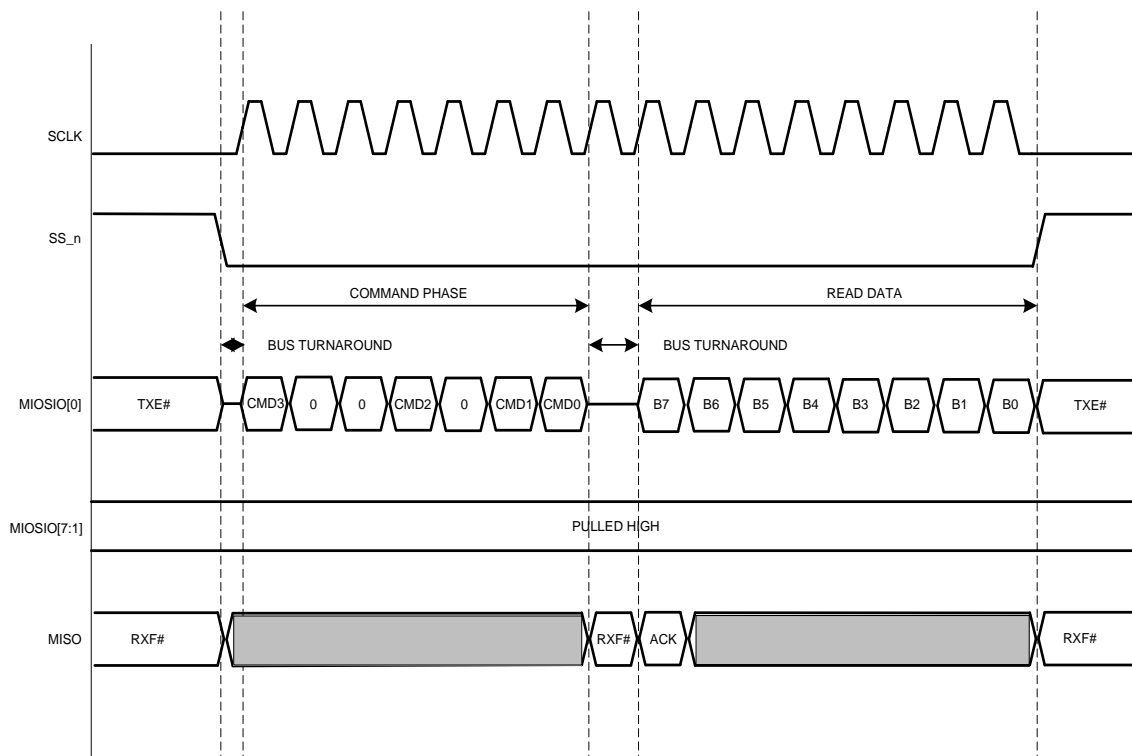 SCLK
SS_n
COMMAND PHASE READ DATA
BUS TURNAROUND BUS TURNAROUND
MIOSIO[0] TXE# CMD3 0 0 CMD2 0 CMD1 CMD0 B7 B6 B5 B4 B3 B2 B1 B0 TXE#
MIOSIO[7:1] PULLED HIGH
MISO RXF# RXF# ACK RXF#